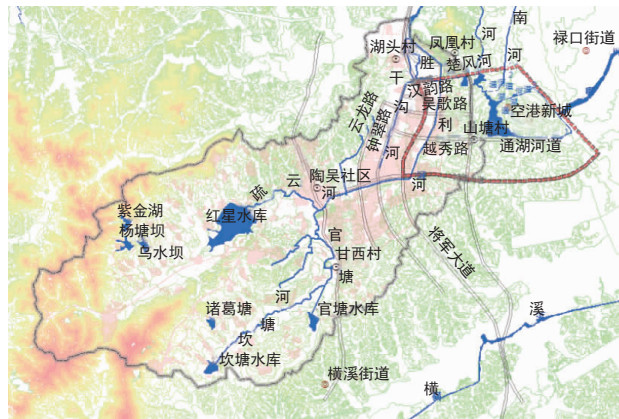 南
河
河
禄口街道
凤凰村
湖头村
胜
楚风河
汉韵路
干
吴歌路
空港新城
沟
云龙路
钟翠路
利
山塘村
河
越秀路
通湖河道
陶吴社区
疏
云
河
河
紫金湖
红星水库
杨塘坝
乌水坝
官
甘西村
将军大道
塘
河
诸葛塘
塘
官塘水库
坎
溪
坎塘水库
横溪街道
横